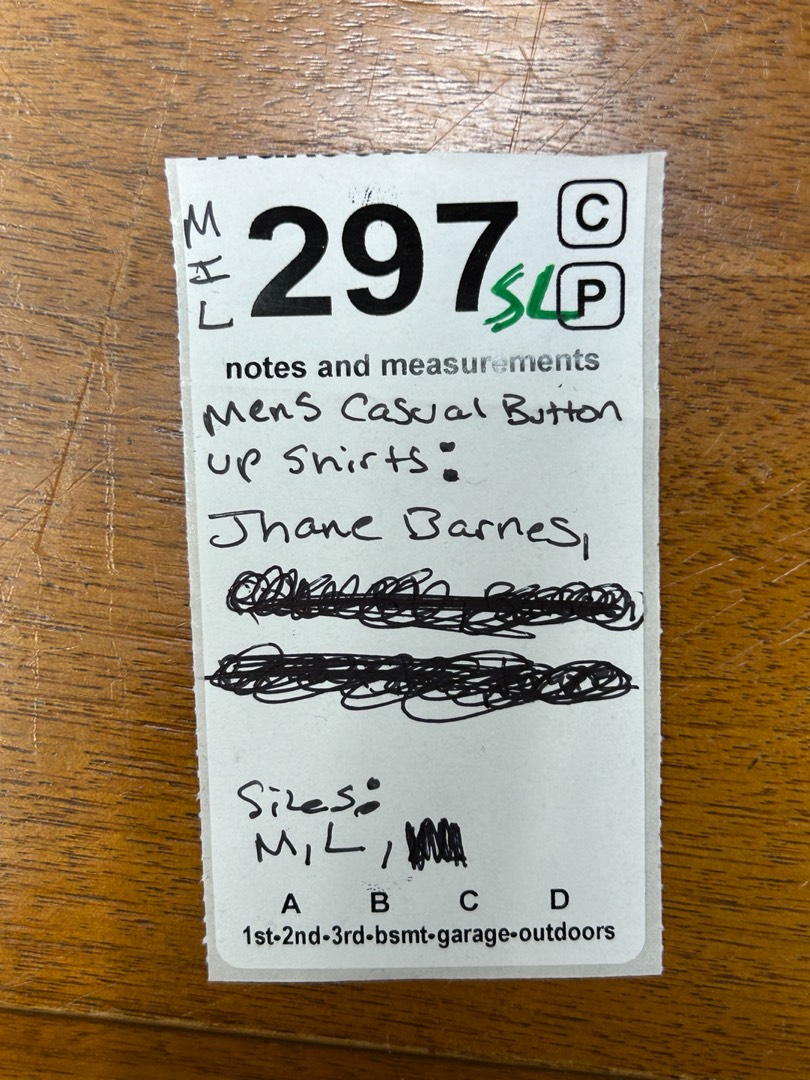 MHL
297
SL
C
P
notes and measurements
Mens Casual Button
up Shirts:
Jhane Barnes,
Sizes:
M, L,
A B C D
1st•2nd•3rd•bsmt•garage•outdoors